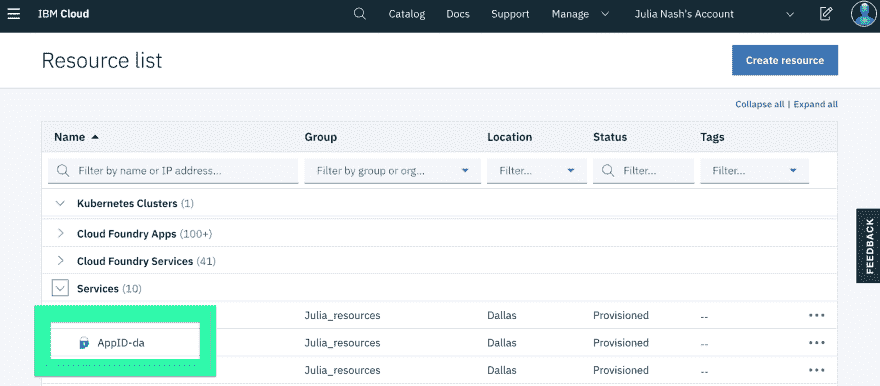 IBM Cloud Catalog Docs Support Manage Julia Nash's Account
Resource list
Create resource
Collapse all | Expand all
Name Group Location Status Tags
Filter by name or IP address... Filter by group or org... Filter... Filter... Filter...
Kubernetes Clusters (1)
FEEDBACK
Cloud Foundry Apps (100+)
Cloud Foundry Services (41)
Services (10)
Julia_resources Dallas Provisioned --
AppID-da Julia_resources Dallas Provisioned --
Julia_resources Dallas Provisioned --